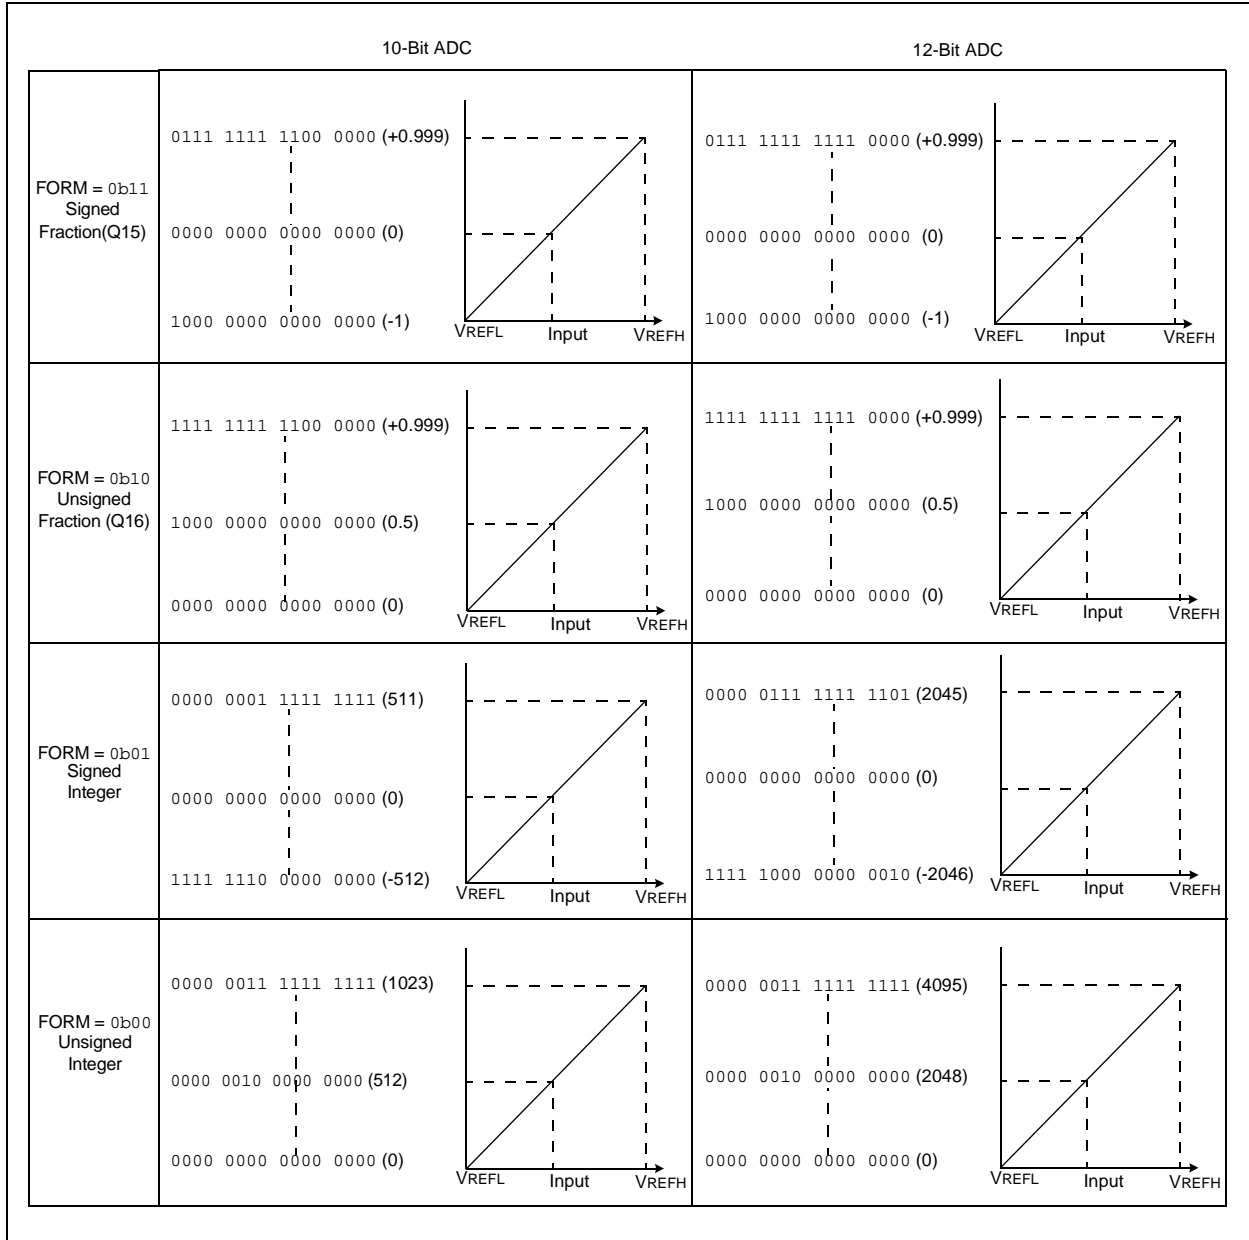 10-Bit ADC
12-Bit ADC
FORM = 0b11
Signed
Fraction(Q15)
0111 1111 1100 0000 (+0.999)
0000 0000 0000 0000 (0)
1000 0000 0000 0000 (-1)
VREFL Input VREFH
0111 1111 1111 0000 (+0.999)
0000 0000 0000 0000 (0)
1000 0000 0000 0000 (-1)
VREFL Input VREFH
FORM = 0b10
Unsigned
Fraction (Q16)
1111 1111 1100 0000 (+0.999)
1000 0000 0000 0000 (0.5)
0000 0000 0000 0000 (0)
VREFL Input VREFH
1111 1111 1111 0000 (+0.999)
1000 0000 0000 0000 (0.5)
0000 0000 0000 0000 (0)
VREFL Input VREFH
FORM = 0b01
Signed
Integer
0000 0001 1111 1111 (511)
0000 0000 0000 0000 (0)
1111 1110 0000 0000 (-512)
VREFL Input VREFH
0000 0111 1111 1101 (2045)
0000 0000 0000 0000 (0)
1111 1000 0000 0010 (-2046)
VREFL Input VREFH
FORM = 0b00
Unsigned
Integer
0000 0011 1111 1111 (1023)
0000 0010 0000 0000 (512)
0000 0000 0000 0000 (0)
VREFL Input VREFH
0000 0011 1111 1111 (4095)
0000 0010 0000 0000 (2048)
0000 0000 0000 0000 (0)
VREFL Input VREFH